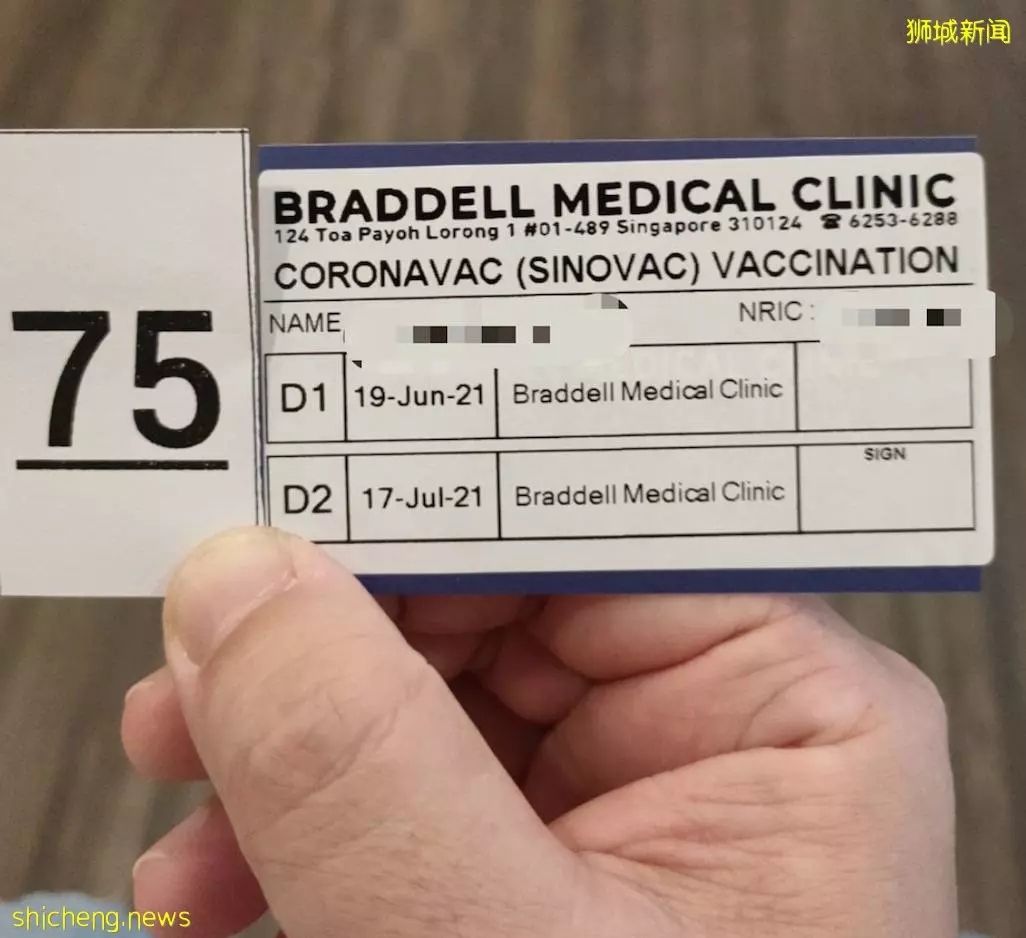 狮城新闻
75
BRADDELL MEDICAL CLINIC
124 Toa Payoh Lorong 1 #01-489 Singapore 310124 ☎ 6253-6288
CORONAVAC (SINOVAC) VACCINATION
NAME NRIC :
D1 19-Jun-21 Braddell Medical Clinic
SIGN
D2 17-Jul-21 Braddell Medical Clinic
shicheng.news